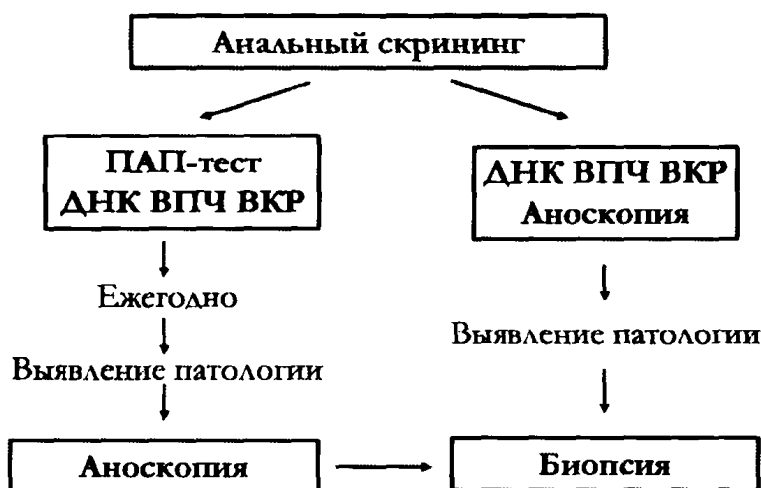 Анальный скрининг
ПАП-тест
ДНК ВПЧ ВКР
ДНК ВПЧ ВКР
Аноскопия
Ежегодно
Выявление патологии
Выявление патологии
Аноскопия
Биопсия